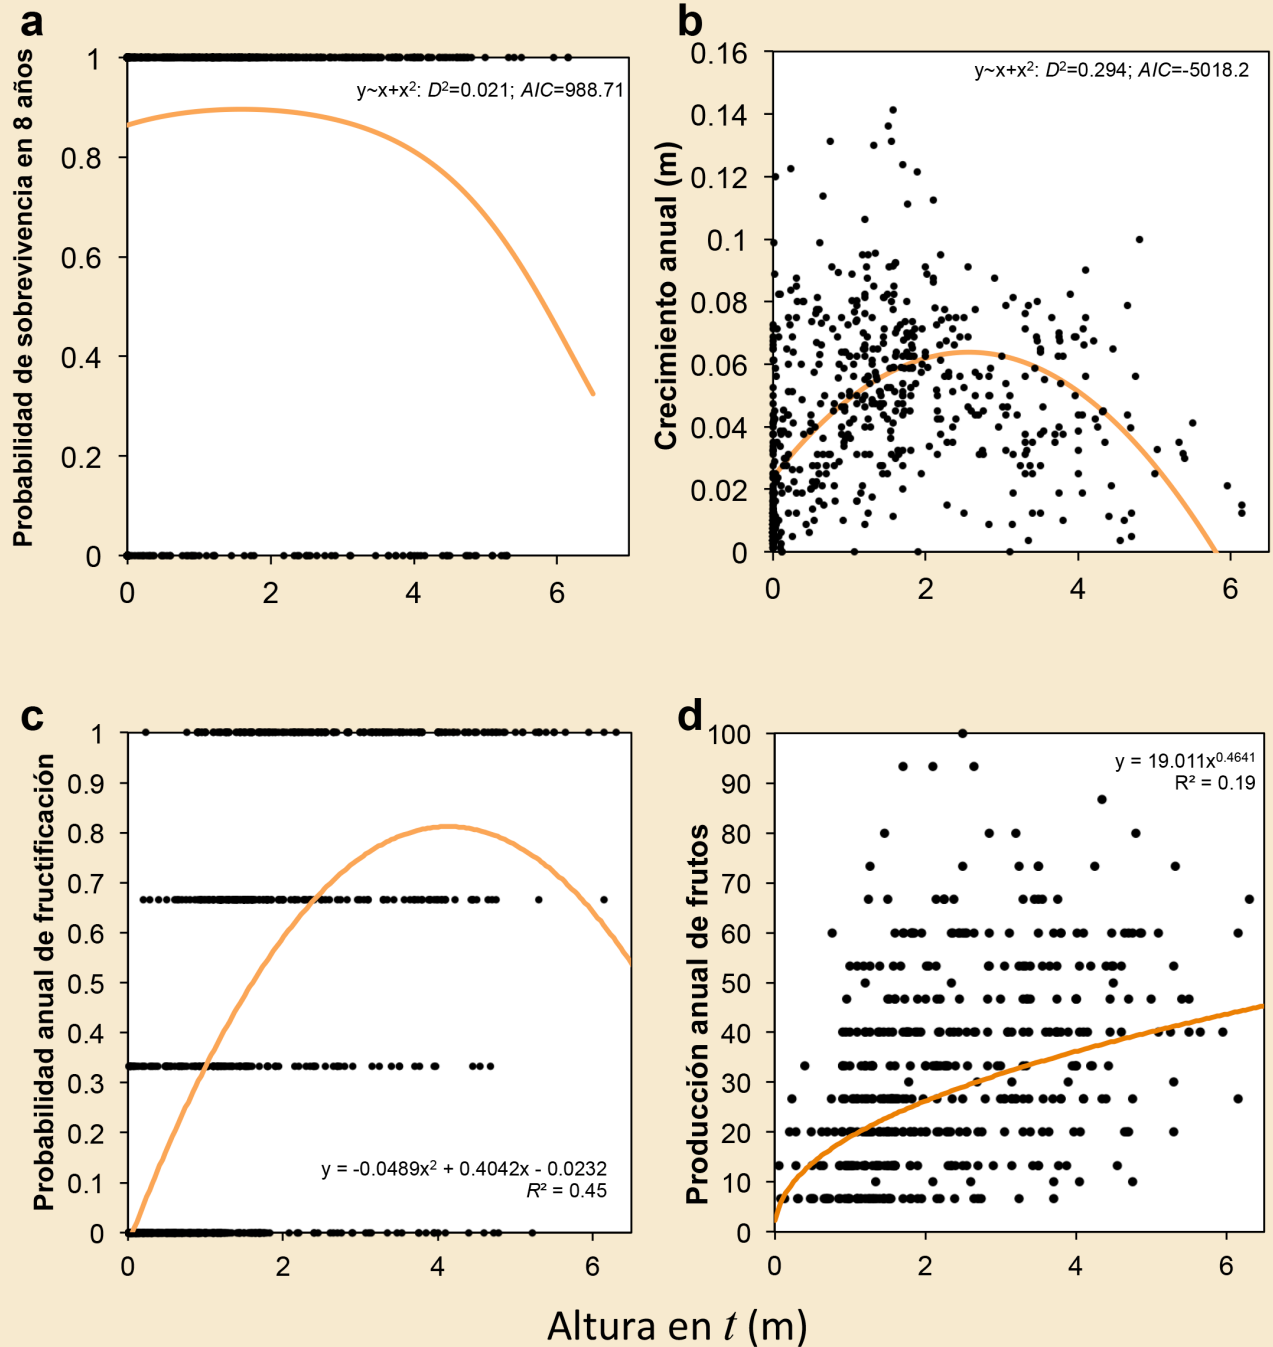 a
Probabilidad de sobrevivencia en 8 años
1
0.8
0.6
0.4
0.2
0
y~x+x²: D²=0.021; AIC=988.71
0 2 4 6
b
Crecimiento anual (m)
0.16
0.14
0.12
0.1
0.08
0.06
0.04
0.02
0
y~x+x²: D²=0.294; AIC=-5018.2
0 2 4 6
c
Probabilidad anual de fructificación
1
0.9
0.8
0.7
0.6
0.5
0.4
0.3
0.2
0.1
0
y = -0.0489x² + 0.4042x - 0.0232
R² = 0.45
0 2 4 6
d
Producción anual de frutos
100
90
80
70
60
50
40
30
20
10
0
y = 19.011x^0.4641
R² = 0.19
0 2 4 6
Altura en t (m)